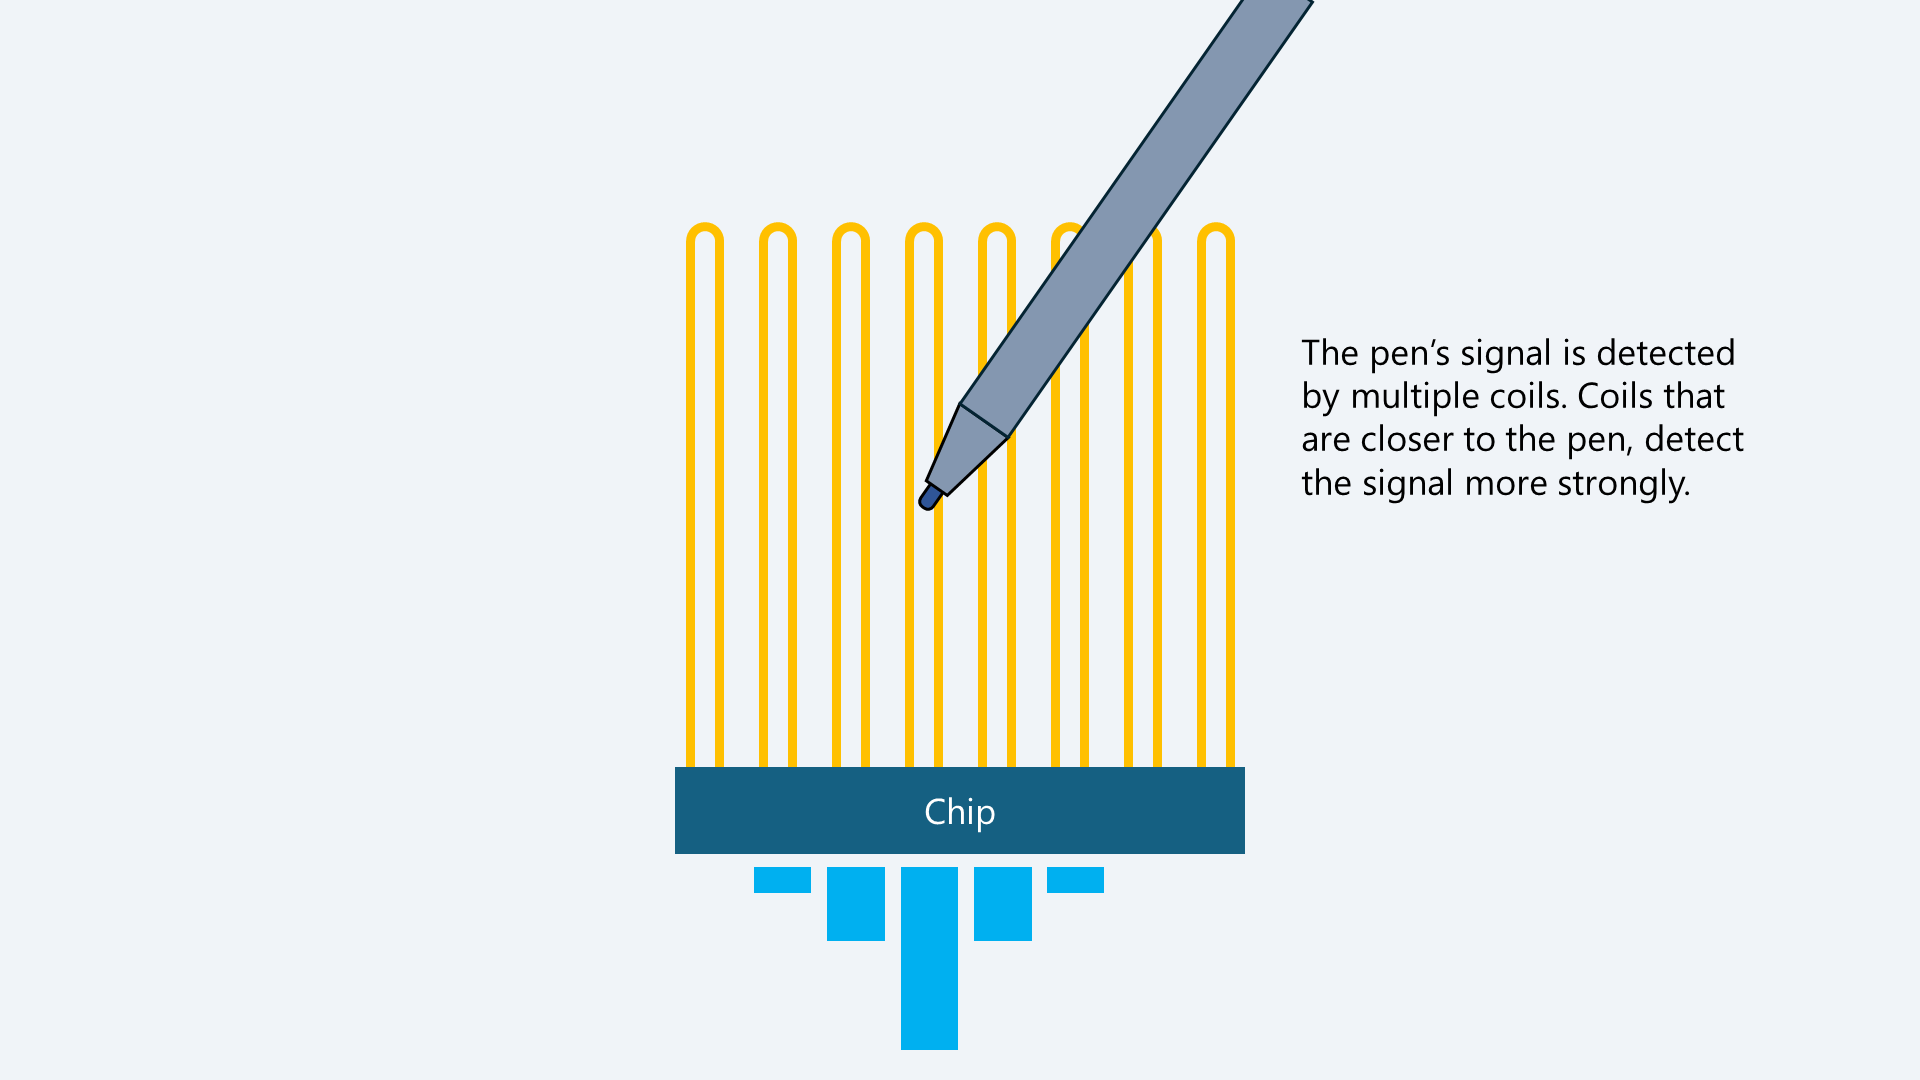 The pen’s signal is detected
by multiple coils. Coils that
are closer to the pen, detect
the signal more strongly.
Chip